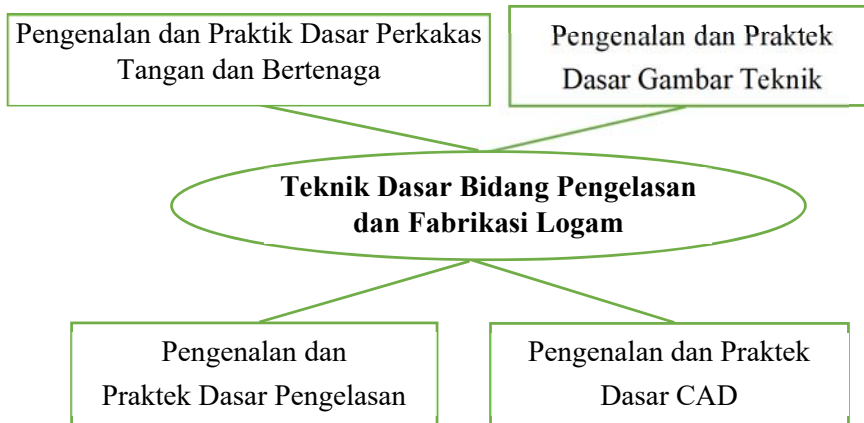 Pengenalan dan Praktik Dasar Perkakas
Tangan dan Bertenaga
Pengenalan dan Praktek
Dasar Gambar Teknik
Teknik Dasar Bidang Pengelasan
dan Fabrikasi Logam
Pengenalan dan
Praktek Dasar Pengelasan
Pengenalan dan Praktek
Dasar CAD